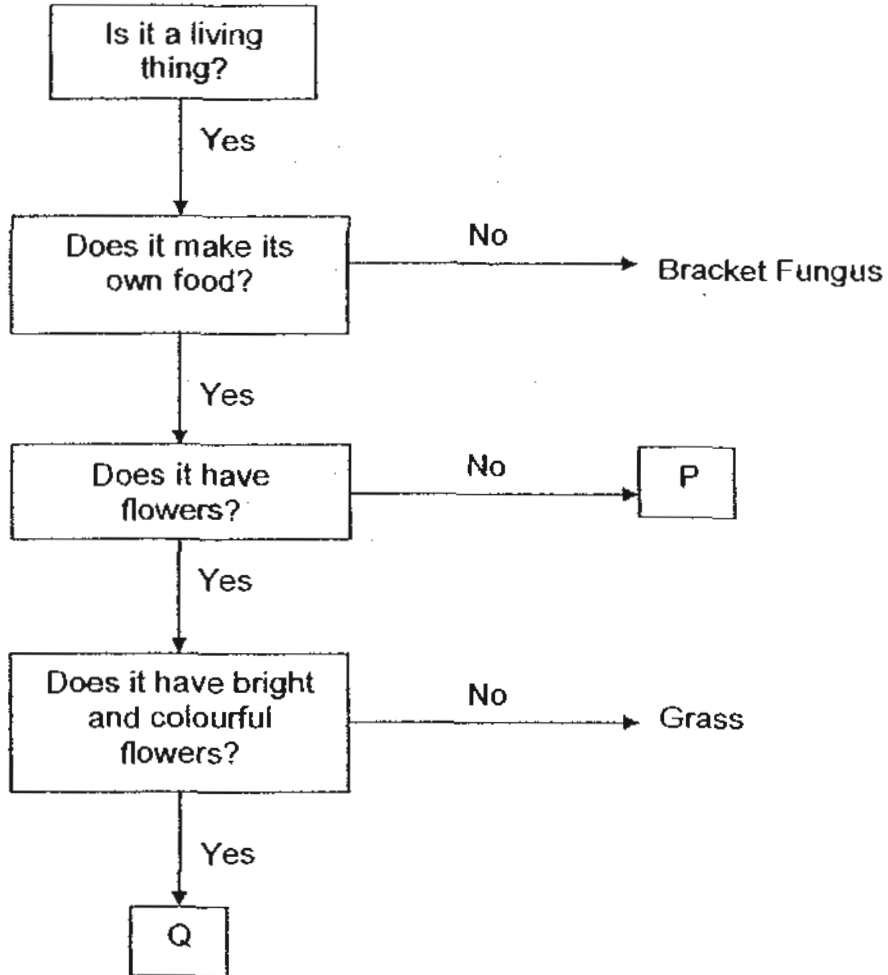 Is it a living
thing?
Yes
Does it make its
own food?
No
Bracket Fungus
Yes
Does it have
flowers?
No
P
Yes
Does it have bright
and colourful
flowers?
No
Grass
Yes
Q